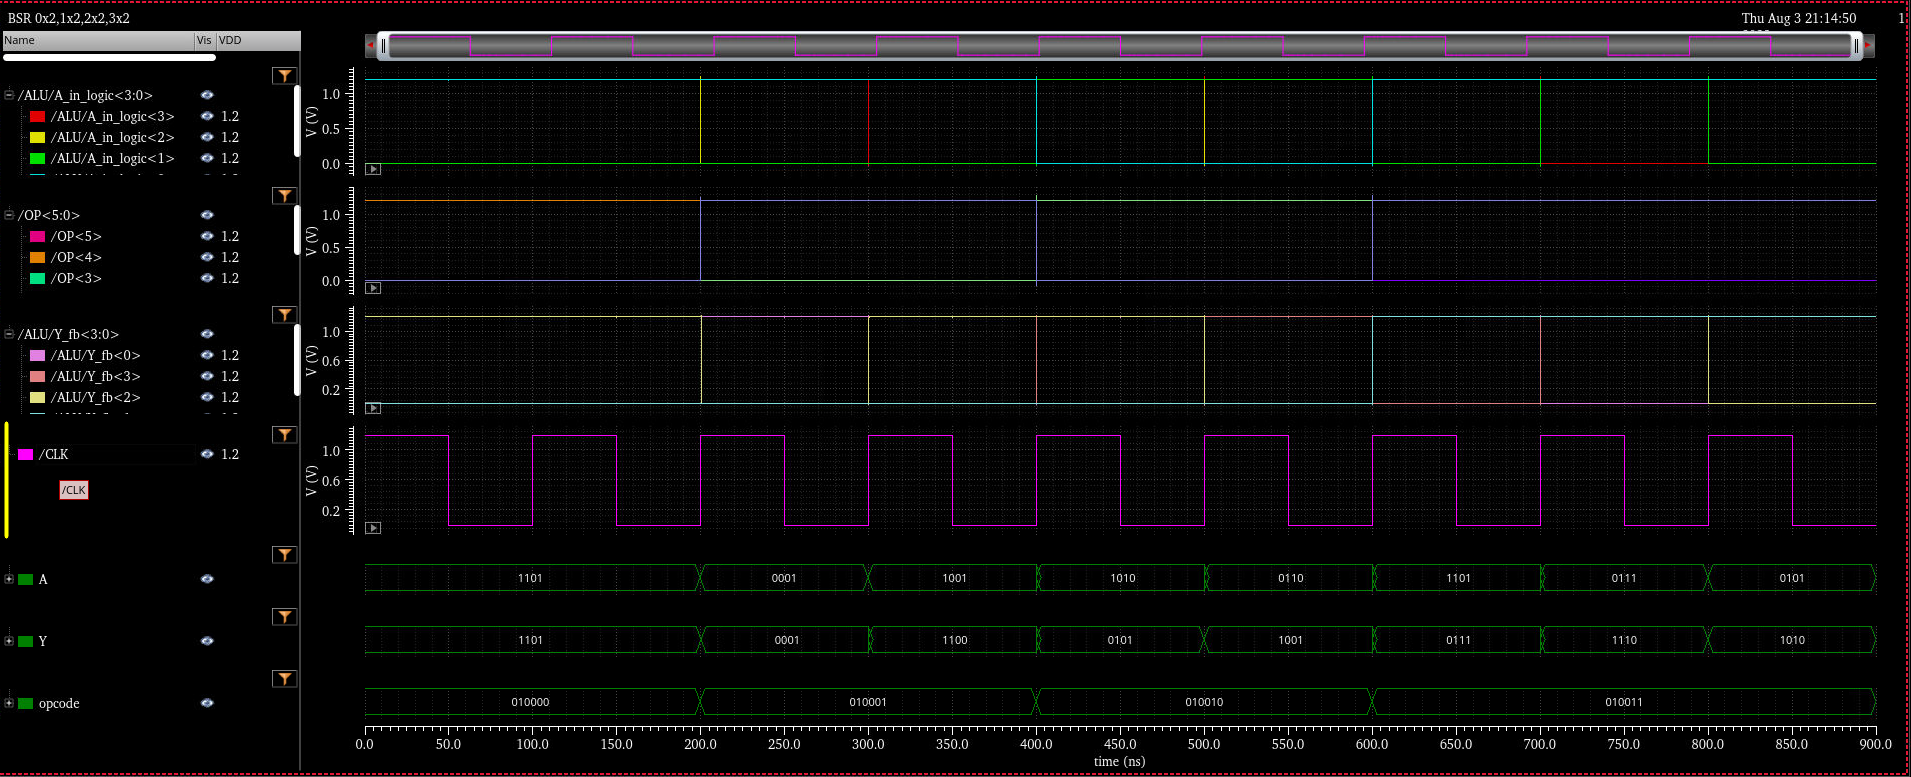 BSR 0x2,1x2,2x2,3x2
Thu Aug 3 21:14:50 1
Name Vis VDD
/ALU/A_in_logic<3:0>
/ALU/A_in_logic<3> 1.2
/ALU/A_in_logic<2> 1.2
/ALU/A_in_logic<1> 1.2
V (V)
1.0
0.5
0.0
/OP<5:0>
/OP<5> 1.2
/OP<4> 1.2
/OP<3> 1.2
V (V)
1.0
0.5
0.0
/ALU/Y_fb<3:0>
/ALU/Y_fb<0> 1.2
/ALU/Y_fb<3> 1.2
/ALU/Y_fb<2> 1.2
V (V)
1.0
0.6
0.2
/CLK 1.2
/CLK
V (V)
1.0
0.6
0.2
A 1101 0001 1001 1010 0110 1101 0111 0101
Y 1101 0001 1100 0101 1001 0111 1110 1010
opcode 010000 010001 010010 010011
0.0 50.0 100.0 150.0 200.0 250.0 300.0 350.0 400.0 450.0 500.0 550.0 600.0 650.0 700.0 750.0 800.0 850.0 900.0
time (ns)